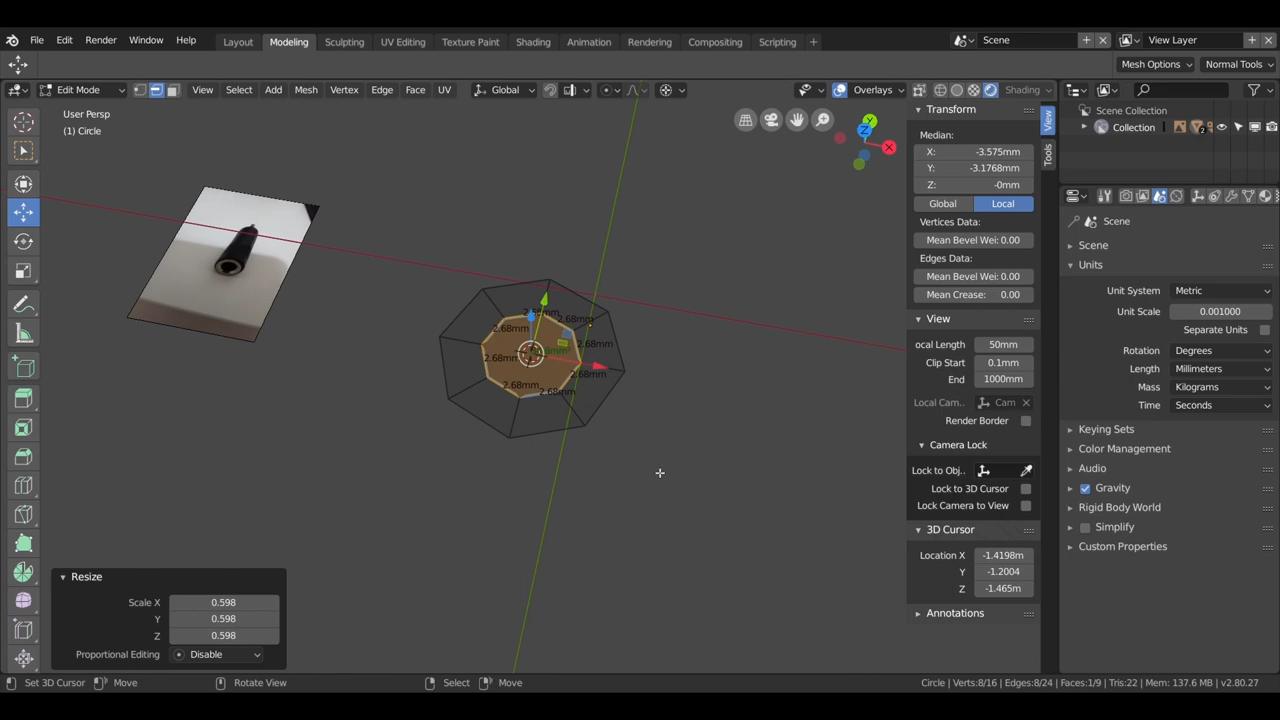 File Edit Render Window Help
Layout Modeling Sculpting UV Editing Texture Paint Shading Animation Rendering Compositing Scripting +
Scene
View Layer
Mesh Options
Normal Tools
Edit Mode
View Select Add Mesh Vertex Edge Face UV
Global
Overlays
Shading
User Persp
(1) Circle
Y
Z
X
2.68mm
2.68mm
2.68mm
2.68mm
2.68mm
2.68mm
2.68mm
Transform
Median:
X: -3.575mm
Y: -3.1768mm
Z: -0mm
Global Local
Vertices Data:
Mean Bevel Wei: 0.00
Edges Data:
Mean Bevel Wei: 0.00
Mean Crease: 0.00
View
ocal Length 50mm
Clip Start 0.1mm
End 1000mm
Local Cam.. Cam
Render Border
Camera Lock
Lock to Obj..
Lock to 3D Cursor
Lock Camera to View
3D Cursor
Location X -1.4198m
Y -1.2004
Z -1.465m
Annotations
View
Tools
Scene Collection
Collection 2
Scene
Scene
Units
Unit System Metric
Unit Scale 0.001000
Separate Units
Rotation Degrees
Length Millimeters
Mass Kilograms
Time Seconds
Keying Sets
Color Management
Audio
Gravity
Rigid Body World
Simplify
Custom Properties
Resize
Scale X 0.598
Y 0.598
Z 0.598
Proportional Editing Disable
Set 3D Cursor Move Rotate View Select Move
Circle | Verts:8/16 | Edges:8/24 | Faces:1/9 | Tris:22 | Mem: 137.6 MB | v2.80.27